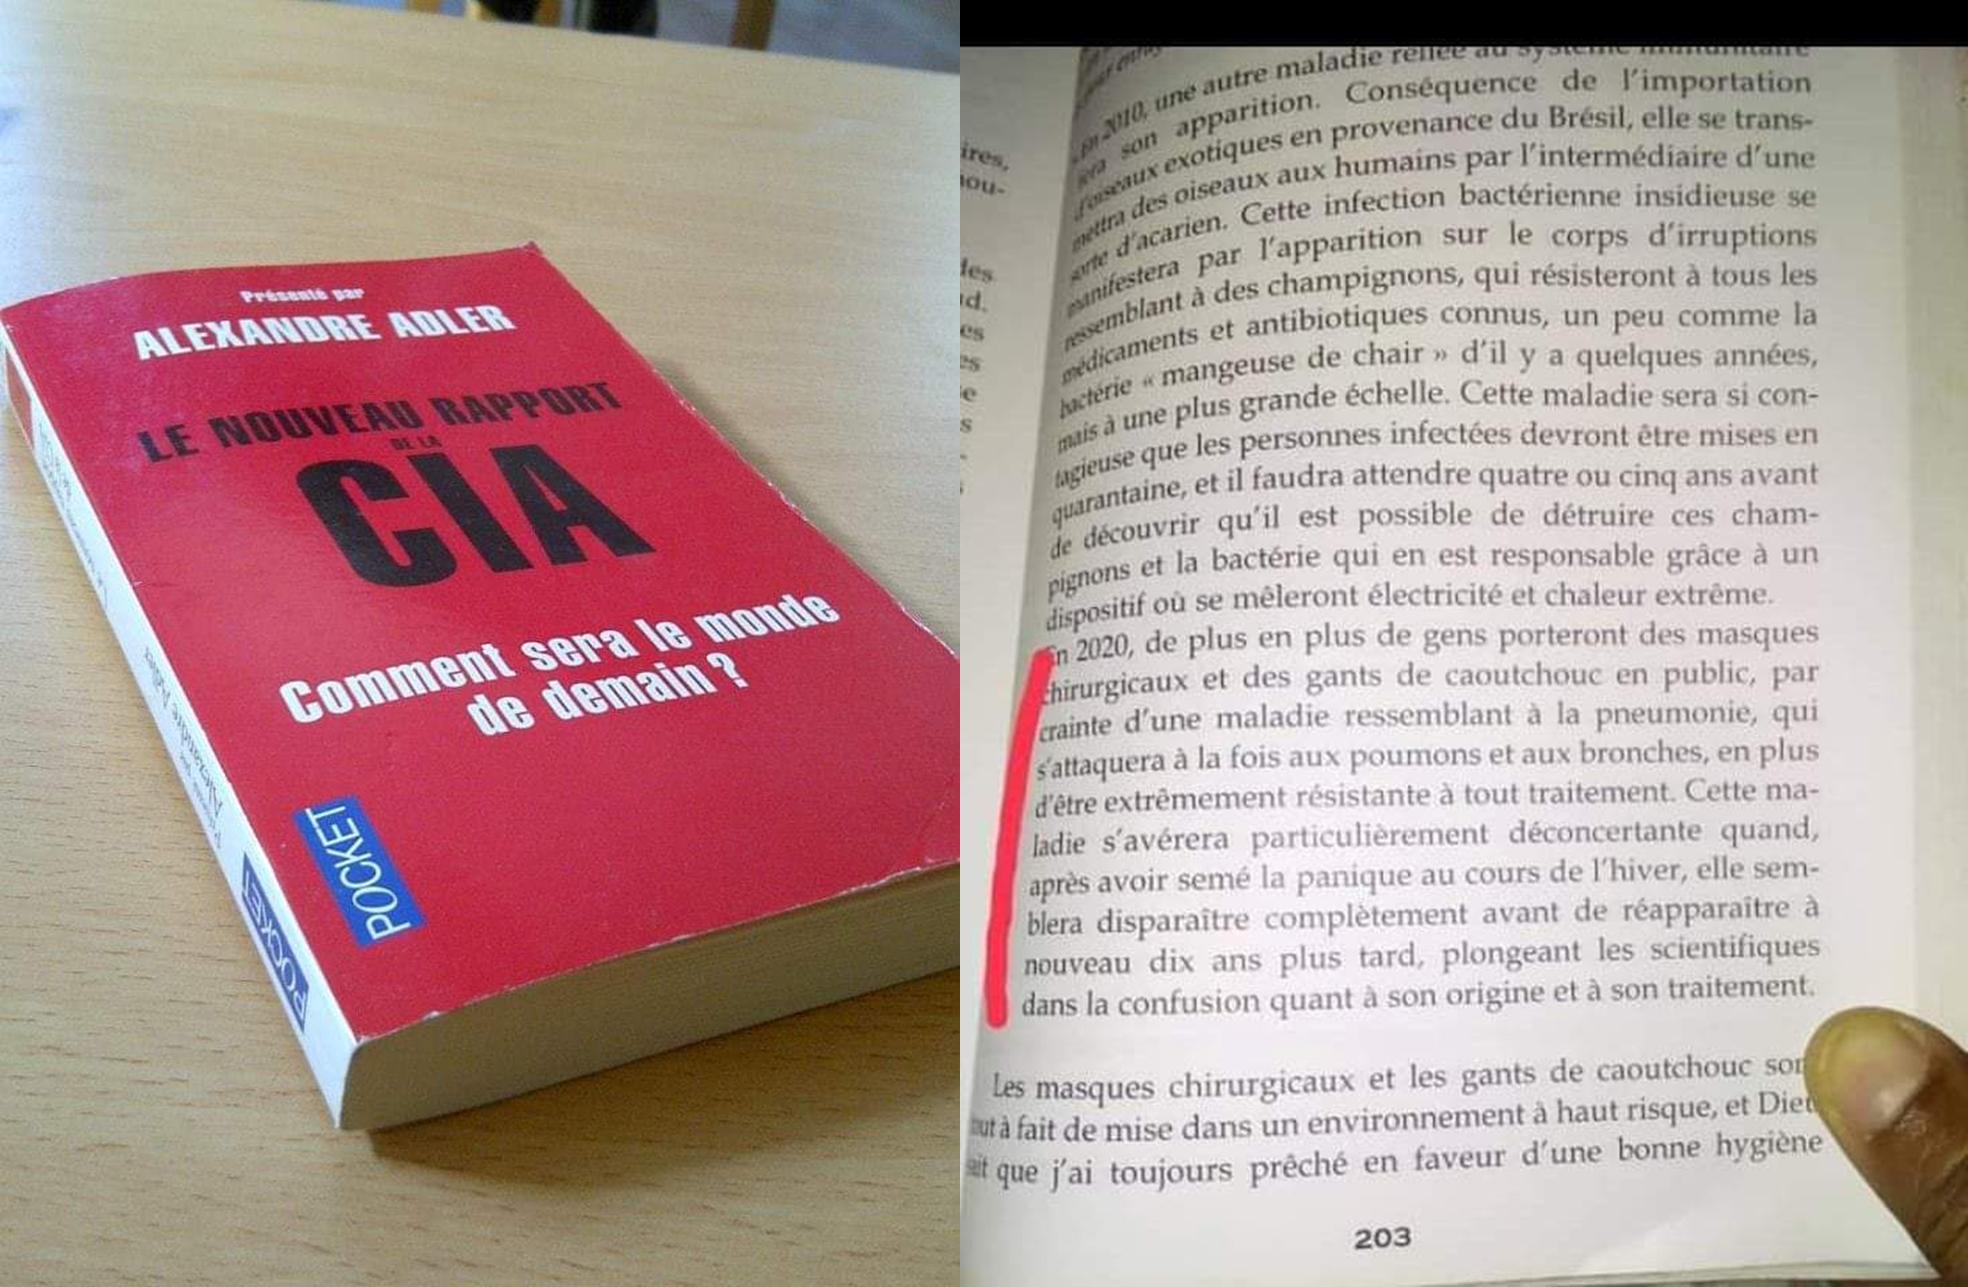 Présenté par
ALEXANDRE ADLER
LE NOUVEAU RAPPORT
DE LA
CIA
Comment sera le monde
de demain ?
POCKET
Alexandre Adler
POCKET
ires,
nou-
les
d.
es
es
e
s
En 2010, une autre maladie reliée au système immunitaire
fera son apparition. Conséquence de l'importation
d'oiseaux exotiques en provenance du Brésil, elle se trans-
mettra des oiseaux aux humains par l'intermédiaire d'une
sorte d'acarien. Cette infection bactérienne insidieuse se
manifestera par l'apparition sur le corps d'irruptions
ressemblant à des champignons, qui résisteront à tous les
médicaments et antibiotiques connus, un peu comme la
bactérie « mangeuse de chair » d'il y a quelques années,
mais à une plus grande échelle. Cette maladie sera si con-
tagieuse que les personnes infectées devront être mises en
quarantaine, et il faudra attendre quatre ou cinq ans avant
de découvrir qu'il est possible de détruire ces cham-
pignons et la bactérie qui en est responsable grâce à un
dispositif où se mêleront électricité et chaleur extrême.
En 2020, de plus en plus de gens porteront des masques
chirurgicaux et des gants de caoutchouc en public, par
crainte d'une maladie ressemblant à la pneumonie, qui
s'attaquera à la fois aux poumons et aux bronches, en plus
d'être extrêmement résistante à tout traitement. Cette ma-
ladie s'avérera particulièrement déconcertante quand,
après avoir semé la panique au cours de l'hiver, elle sem-
blera disparaître complètement avant de réapparaître à
nouveau dix ans plus tard, plongeant les scientifiques
dans la confusion quant à son origine et à son traitement.
Les masques chirurgicaux et les gants de caoutchouc son
out à fait de mise dans un environnement à haut risque, et Dieu
ait que j'ai toujours prêché en faveur d'une bonne hygiène
203